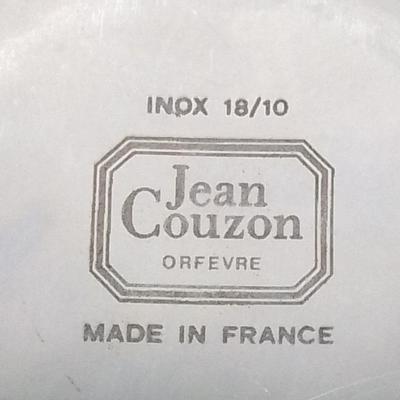 INOX 18/10
Jean
Couzon
ORFEVRE
MADE IN FRANCE